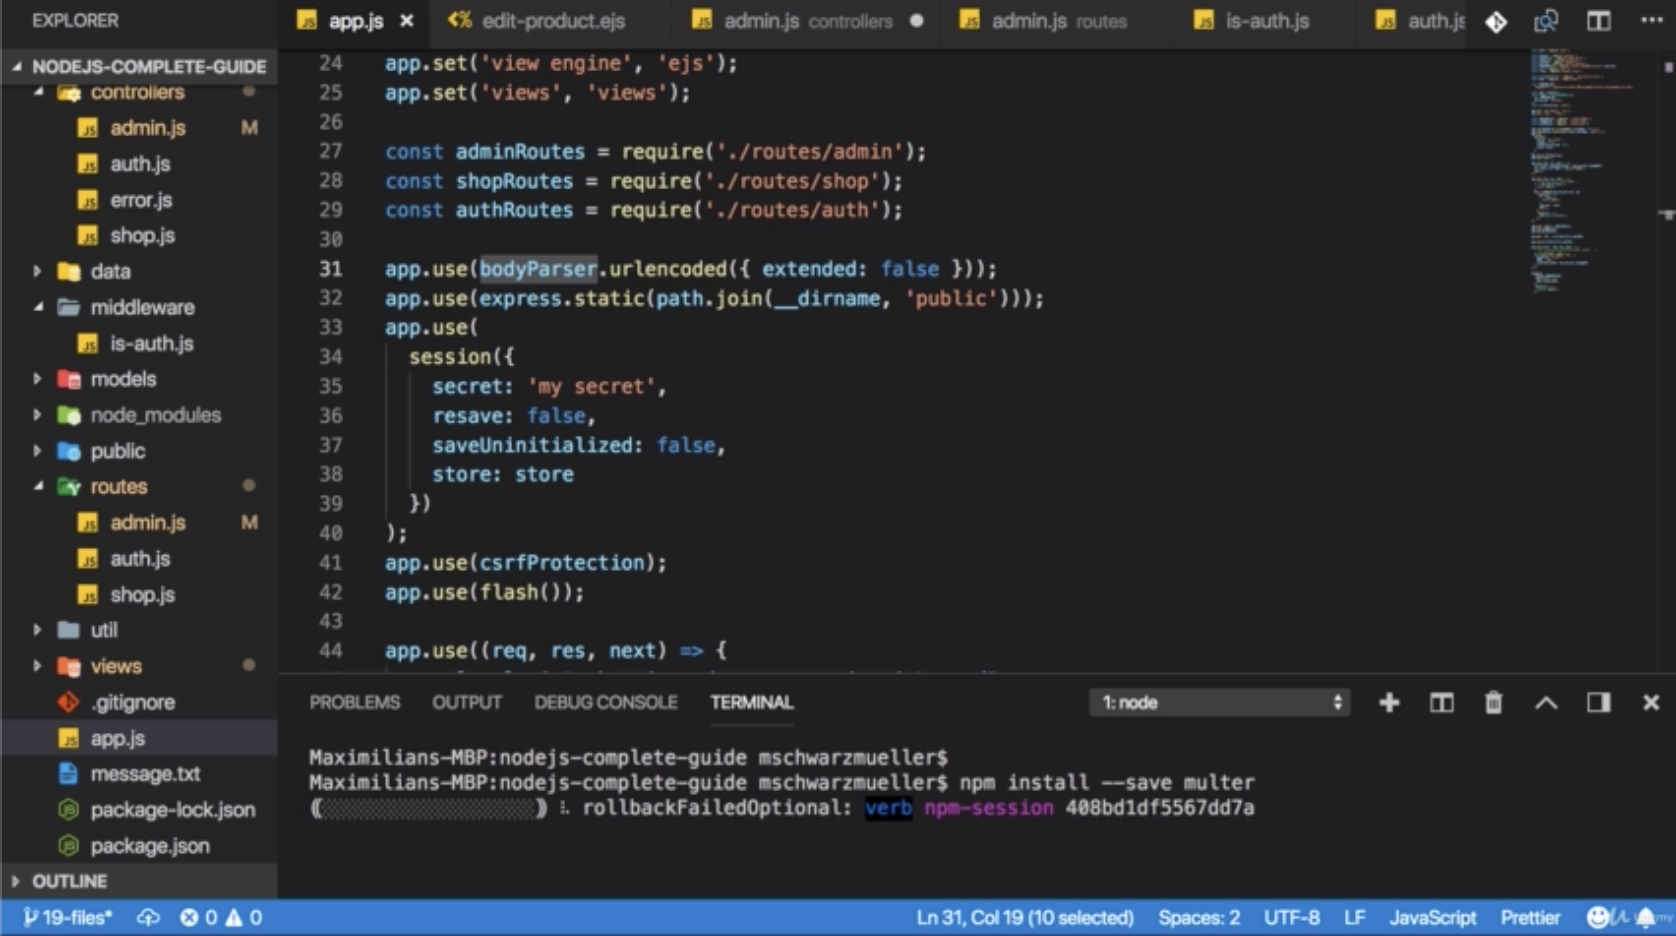 EXPLORER
app.js
edit-product.ejs
admin.js controllers
admin.js routes
is-auth.js
auth.js
NODEJS-COMPLETE-GUIDE
controllers
admin.js M
auth.js
error.js
shop.js
data
middleware
is-auth.js
models
node_modules
public
routes
admin.js M
auth.js
shop.js
util
views
.gitignore
app.js
message.txt
package-lock.json
package.json
OUTLINE
24 app.set('view engine', 'ejs');
25 app.set('views', 'views');
26
27 const adminRoutes = require('./routes/admin');
28 const shopRoutes = require('./routes/shop');
29 const authRoutes = require('./routes/auth');
30
31 app.use(bodyParser.urlencoded({ extended: false }));
32 app.use(express.static(path.join(__dirname, 'public')));
33 app.use(
34 session({
35 secret: 'my secret',
36 resave: false,
37 saveUninitialized: false,
38 store: store
39 })
40 );
41 app.use(csrfProtection);
42 app.use(flash());
43
44 app.use((req, res, next) => {
PROBLEMS OUTPUT DEBUG CONSOLE TERMINAL 1: node
Maximilians-MBP:nodejs-complete-guide mschwarzmueller$
Maximilians-MBP:nodejs-complete-guide mschwarzmueller$ npm install --save multer
rollbackFailedOptional: verb npm-session 408bd1df5567dd7a
19-files* 0 0 Ln 31, Col 19 (10 selected) Spaces: 2 UTF-8 LF JavaScript Prettier